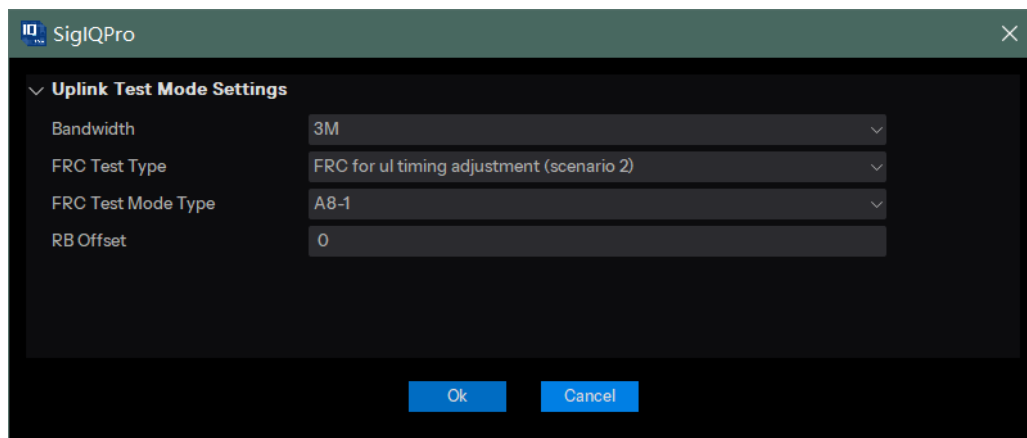 IQ
SigIQPro
Uplink Test Mode Settings
Bandwidth 3M
FRC Test Type FRC for ul timing adjustment (scenario 2)
FRC Test Mode Type A8-1
RB Offset 0
Ok Cancel